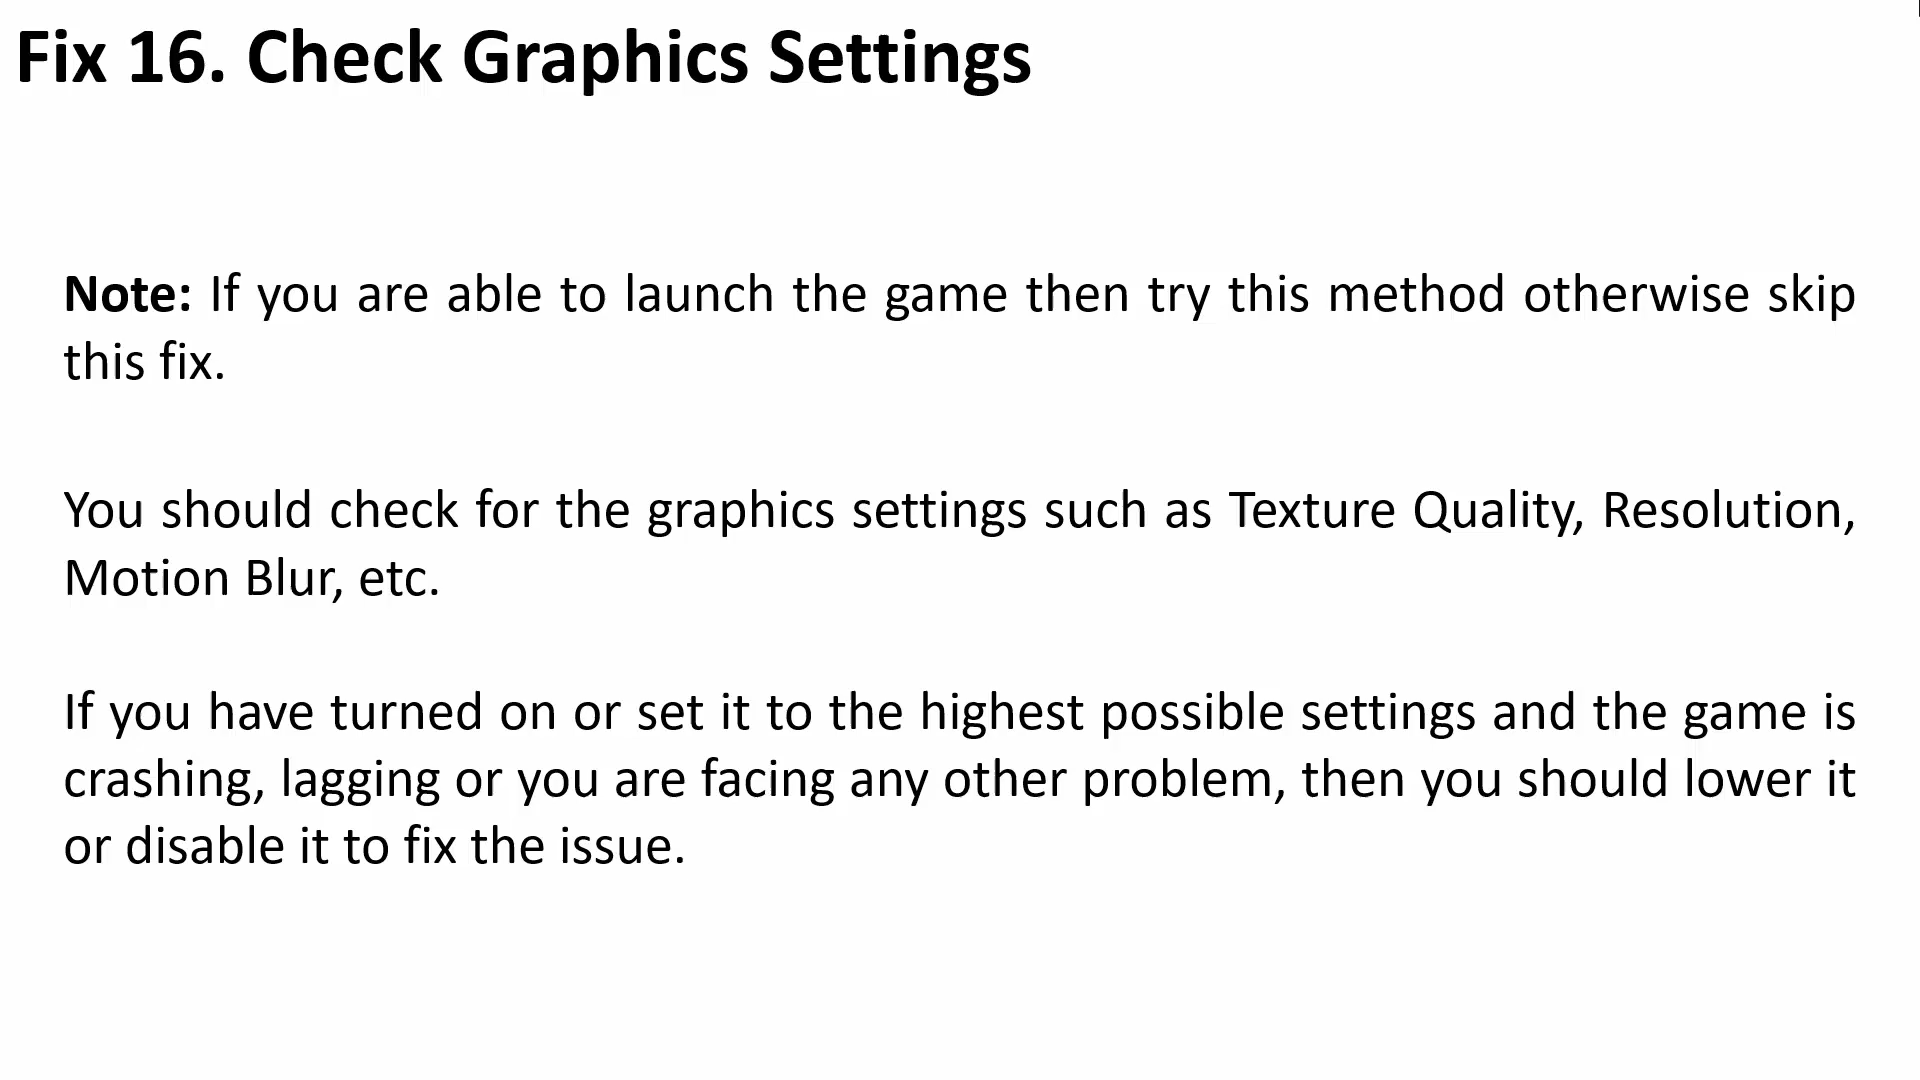 Fix 16. Check Graphics Settings
Note: If you are able to launch the game then try this method otherwise skip
this fix.
You should check for the graphics settings such as Texture Quality, Resolution,
Motion Blur, etc.
If you have turned on or set it to the highest possible settings and the game is
crashing, lagging or you are facing any other problem, then you should lower it
or disable it to fix the issue.